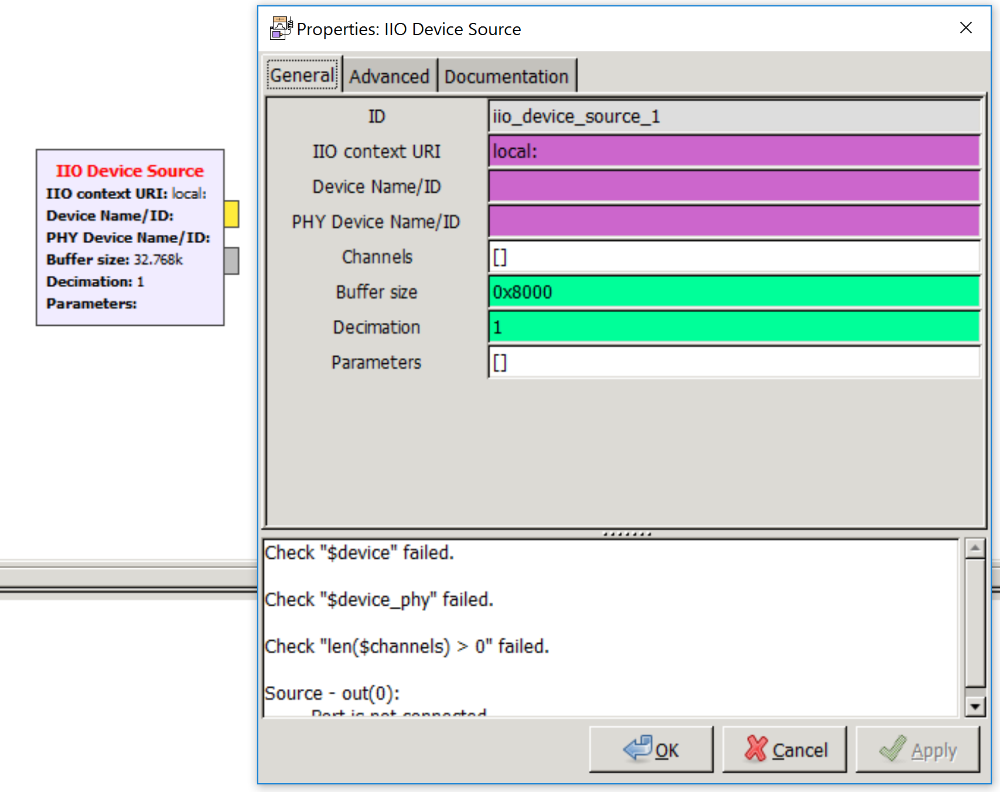 Properties: IIO Device Source
General Advanced Documentation
ID iio_device_source_1
IIO context URI local:
Device Name/ID
PHY Device Name/ID
Channels []
Buffer size 0x8000
Decimation 1
Parameters []
IIO Device Source
IIO context URI: local:
Device Name/ID:
PHY Device Name/ID:
Buffer size: 32.768k
Decimation: 1
Parameters:
Check "$device" failed.
Check "$device_phy" failed.
Check "len($channels) > 0" failed.
Source - out(0):
Port is not connected
OK Cancel Apply